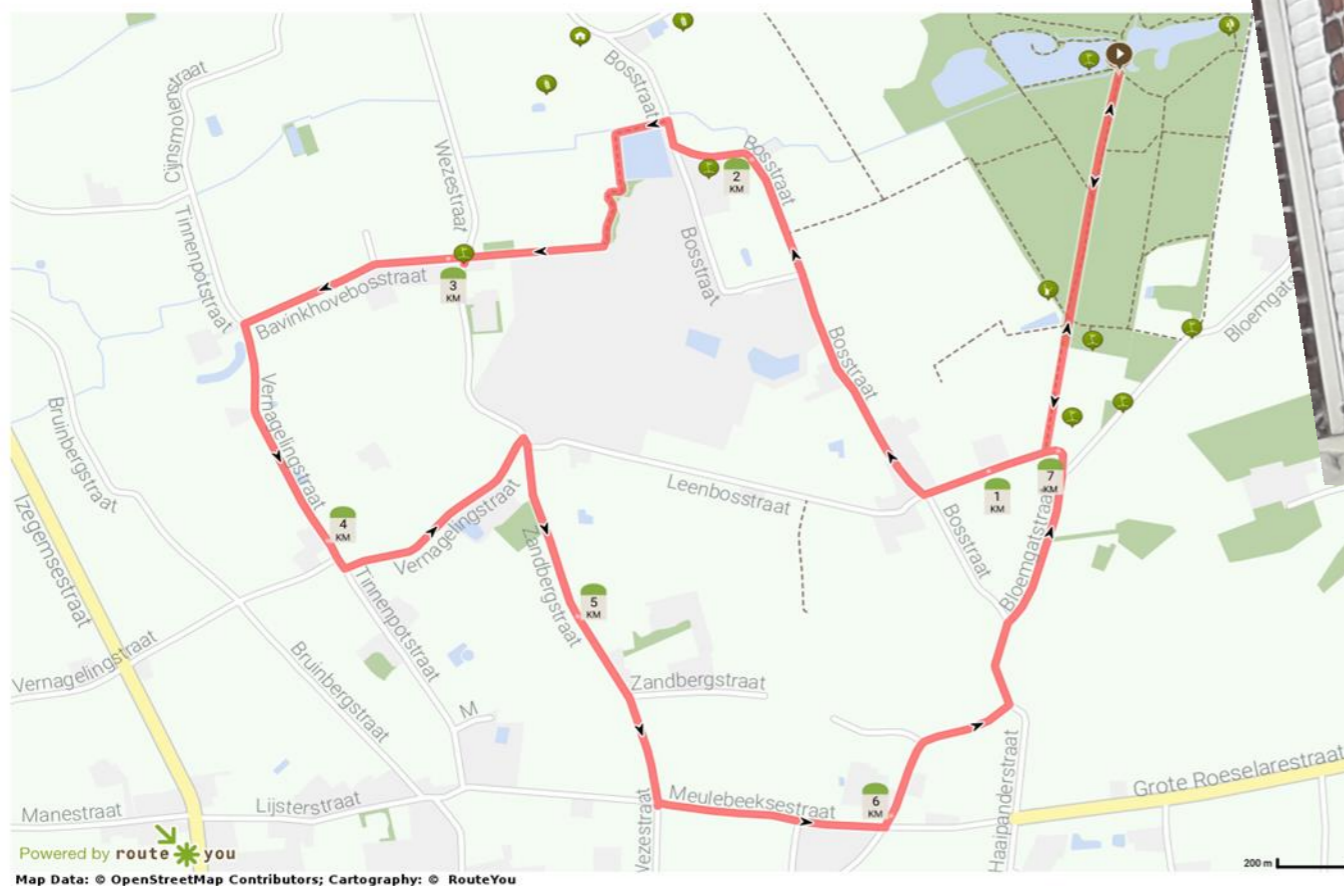 Cijnsmolenstraat
Bosstraat
Wezestraat
Bosstraat
2
KM
Tinnenpotstraat
Bosstraat
3
KM
Bavinkhovebosstraat
Bloemgats
Bosstraat
Vernagelingstraat
Bruinbergstraat
Izegemsestraat
Leenbosstraat
1
KM
7
KM
4
KM
Vernagelingstraat
Zandbergstraat
Bosstraat
Bloemgatstraat
5
KM
Tinnenpotstraat
Vernagelingstraat
Bruinbergstraat
Zandbergstraat
M
Haaipanderstraat
Grote Roeselarestraat
Manestraat
Lijsterstraat
Meulebeeksestraat
6
KM
Wezestraat
Powered by route you
200 m
Map Data: © OpenStreetMap Contributors; Cartography: © RouteYou